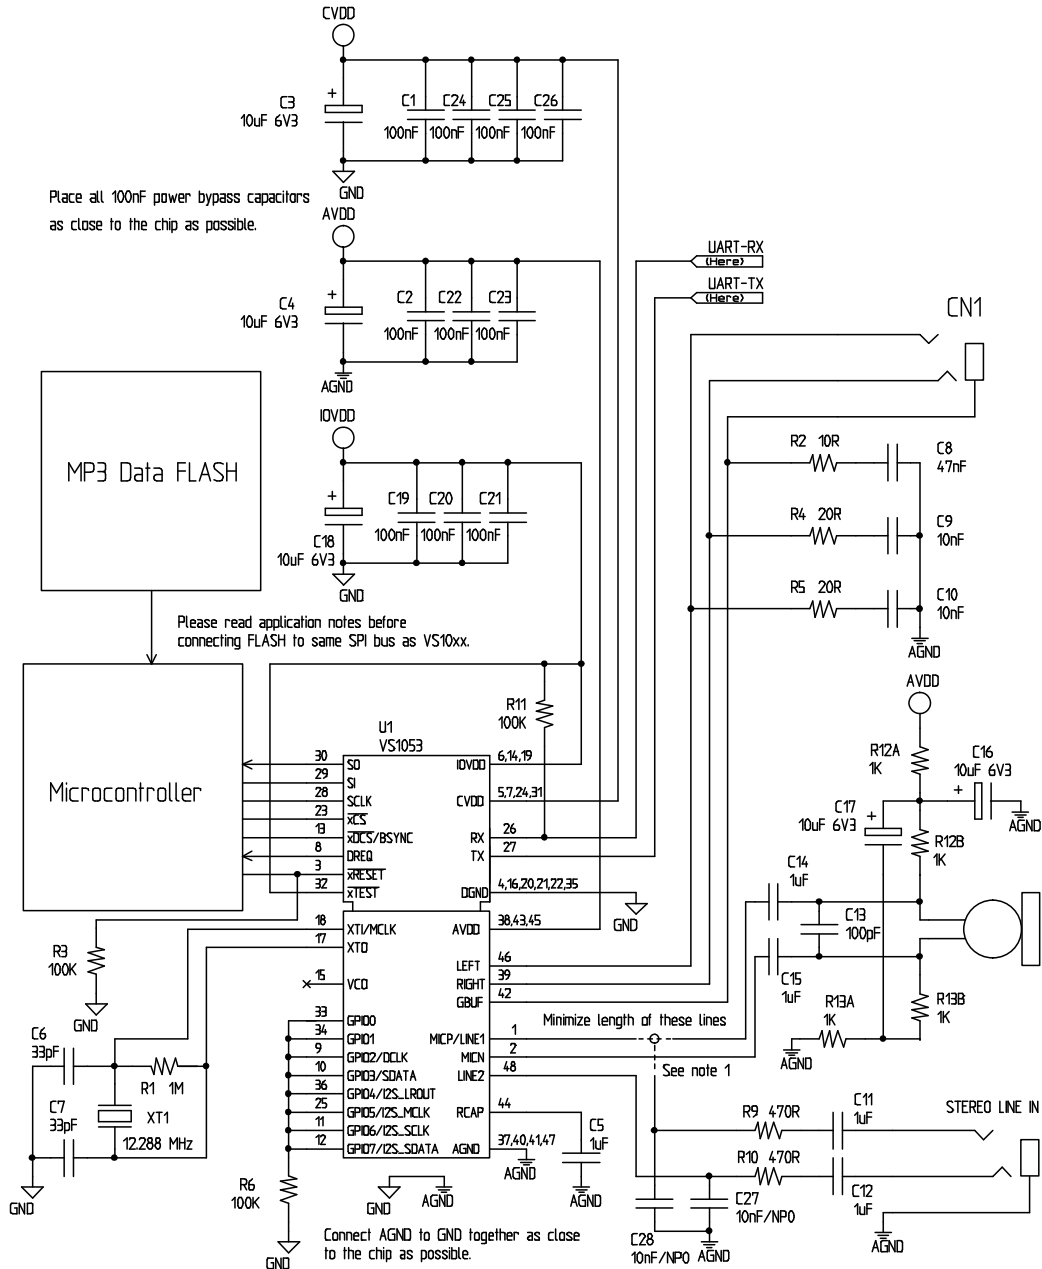 CVDD
C3
10uF 6V3
+
C1 C24 C25 C26
100nF 100nF 100nF 100nF
GND
Place all 100nF power bypass capacitors
as close to the chip as possible.
AVDD
C4
10uF 6V3
+
C2 C22 C23
100nF 100nF 100nF
AGND
UART-RX
(Here)
UART-TX
(Here)
CN1
IOVDD
MP3 Data FLASH
+
C18
10uF 6V3
C19 C20 C21
100nF 100nF 100nF
GND
R2 10R
C8
47nF
R4 20R
C9
10nF
R5 20R
C10
10nF
AGND
Please read application notes before
connecting FLASH to same SPI bus as VS10xx.
Microcontroller
R11
100K
U1
VS1053
30 SO
29 SI
28 SCLK
23 xCS
13 xDCS/BSYNC
8 DREQ
3 xRESET
32 xTEST
IOVDD 6,14,19
CVDD 5,7,24,31
RX 26
TX 27
DGND 4,16,20,21,22,35
GND
18 XTI/MCLK
17 XTO
15 VCO
33 GPIO0
34 GPIO1
9 GPIO2/DCLK
10 GPIO3/SDATA
36 GPIO4/I2S_LROUT
25 GPIO5/I2S_MCLK
11 GPIO6/I2S_SCLK
12 GPIO7/I2S_SDATA
AVDD 38,43,45
LEFT 46
RIGHT 39
GBUF 42
MICP/LINE1 1
MICN 2
LINE2 48
RCAP 44
AGND 37,40,41,47
AGND
C5
1uF
AGND
AVDD
R12A
1K
C16
10uF 6V3
+
AGND
C17
10uF 6V3
+
R12B
1K
C14
1uF
C13
100pF
C15
1uF
R13A
1K
R13B
1K
AGND
Minimize length of these lines
See note 1
R3
100K
GND
C6
33pF
R1 1M
C7
33pF
XT1
12.288 MHz
GND
R6
100K
GND
GND
AGND
Connect AGND to GND together as close
to the chip as possible.
R9 470R
C11
1uF
STEREO LINE IN
R10 470R
C12
1uF
C27
10nF/NPO
C28
10nF/NPO
AGND
AGND